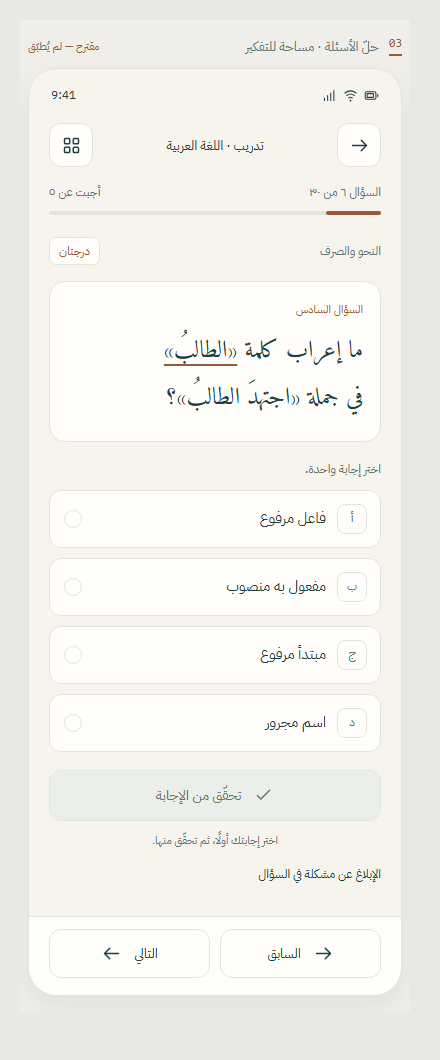 03 حلّ الأسئلة · مساحة للتفكير
مقترح — لم يُطبّق
9:41
تدريب · اللغة العربية
السؤال ٦ من ٣٠
أجبت عن ٥
النحو والصرف
درجتان
السؤال السادس
ما إعراب كلمة «الطالبُ»
في جملة «اجتهدَ الطالبُ»؟
اختر إجابة واحدة.
أ فاعل مرفوع
ب مفعول به منصوب
ج مبتدأ مرفوع
د اسم مجرور
تحقّق من الإجابة
اختر إجابتك أولًا، ثم تحقّق منها.
الإبلاغ عن مشكلة في السؤال
السابق
التالي